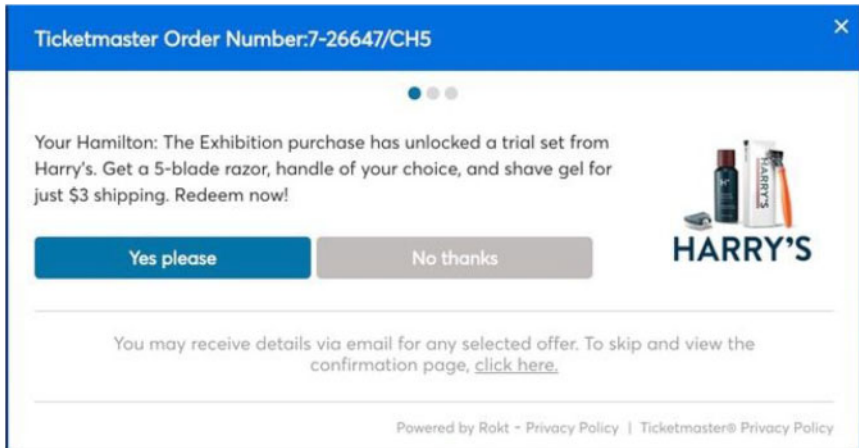 Ticketmaster Order Number:7-26647/CH5
×
Your Hamilton: The Exhibition purchase has unlocked a trial set from
Harry's. Get a 5-blade razor, handle of your choice, and shave gel for
just $3 shipping. Redeem now!
HARRY'S
HARRY'S
Yes please
No thanks
You may receive details via email for any selected offer. To skip and view the
confirmation page, click here.
Powered by Rokt - Privacy Policy | Ticketmaster® Privacy Policy